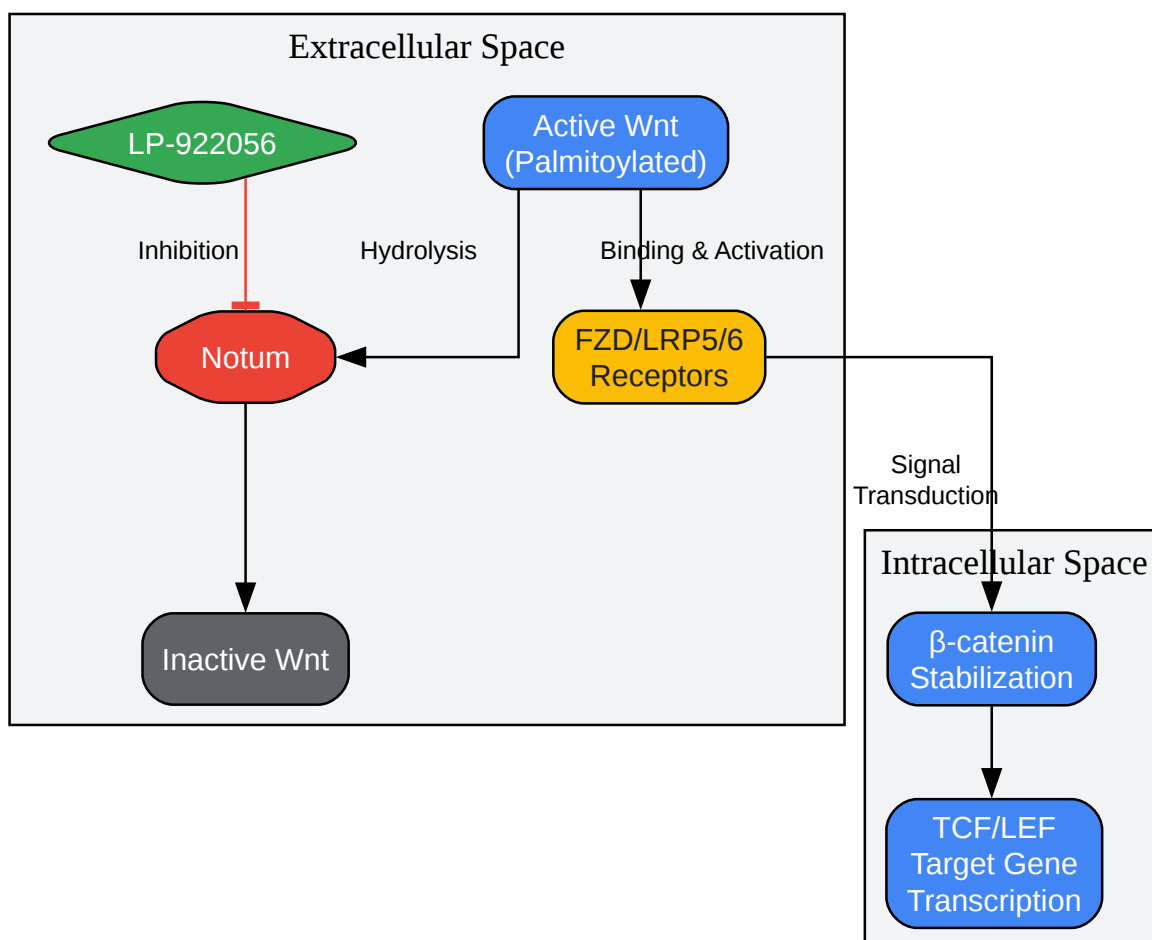 Extracellular Space
LP-922056
Active Wnt
(Palmitoylated)
Inhibition
Hydrolysis
Binding & Activation
Notum
FZD/LRP5/6
Receptors
Signal
Transduction
Intracellular Space
Inactive Wnt
β-catenin
Stabilization
TCF/LEF
Target Gene
Transcription